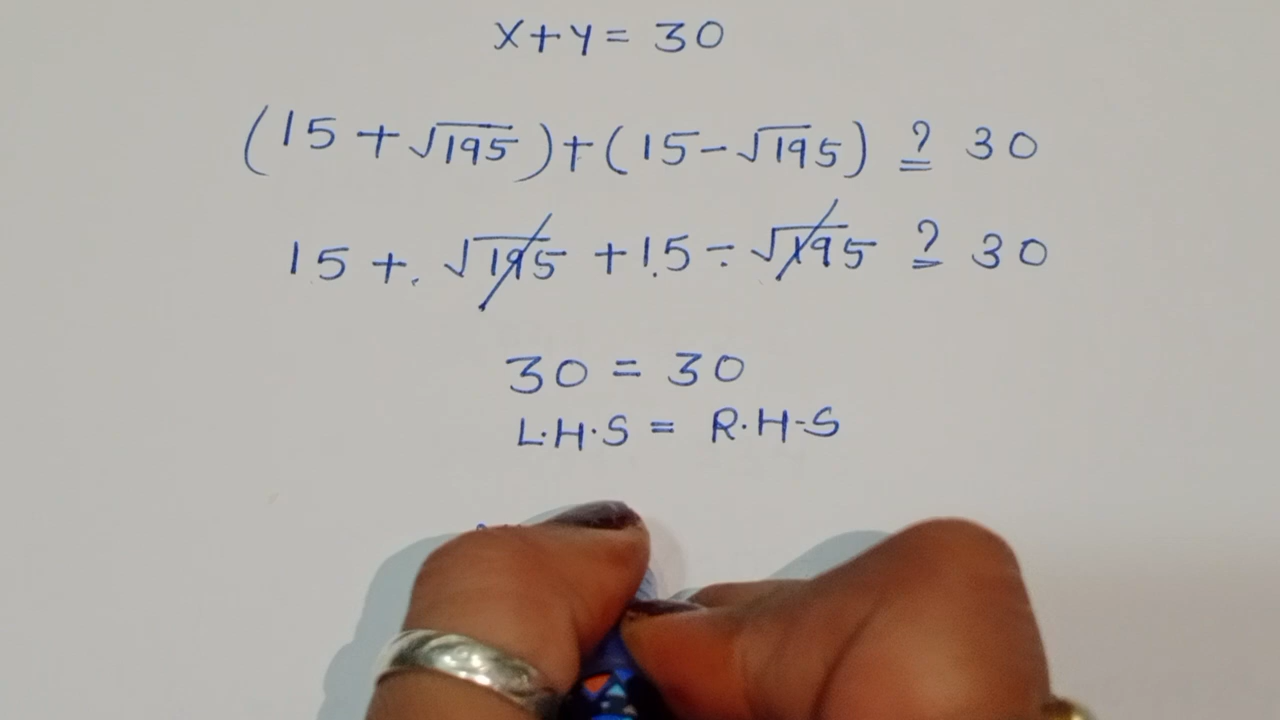 x+y = 30
(15 + √195) + (15 - √195) ≟ 30
15 + √195 + 15 - √195 ≟ 30
30 = 30
L.H.S = R.H-S